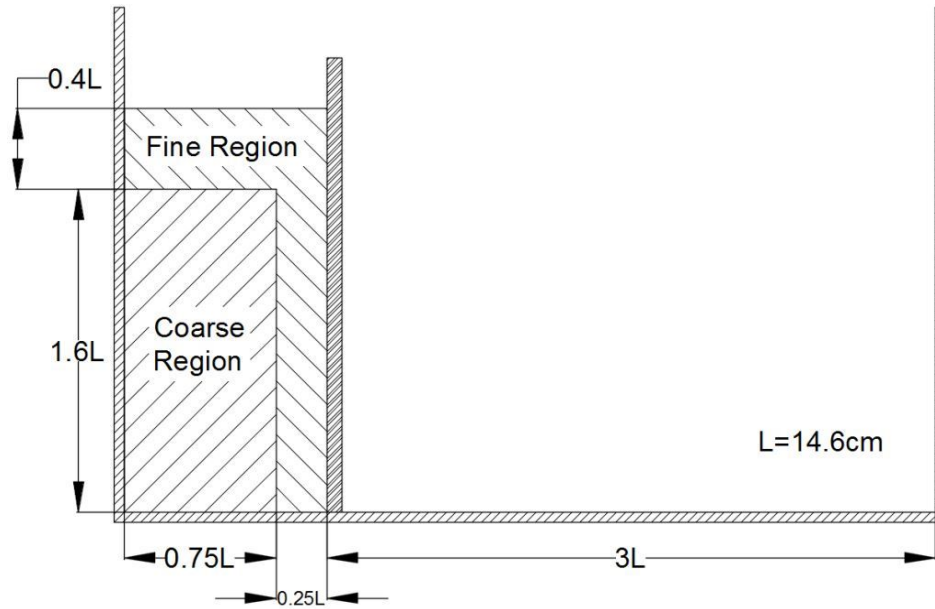 0.4L
Fine Region
Coarse
Region
1.6L
L=14.6cm
0.75L
3L
0.25L